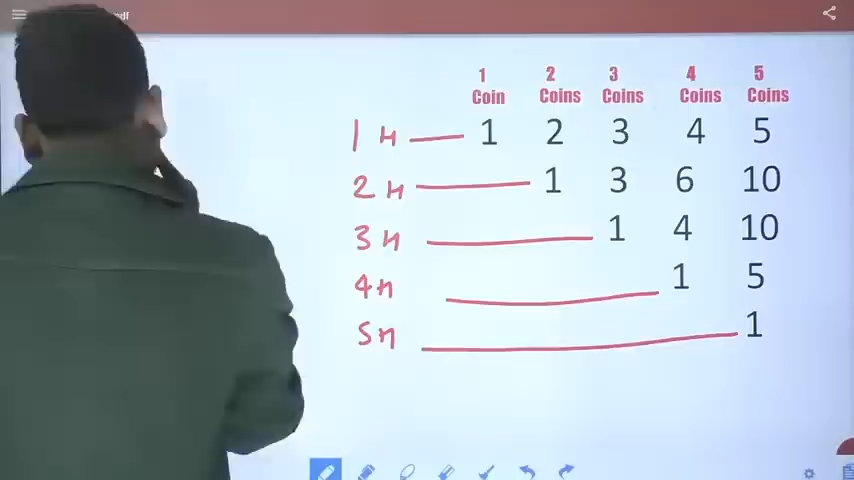 df
1 2 3 4 5
Coin Coins Coins Coins Coins
1 H 1 2 3 4 5
2 H 1 3 6 10
3 H 1 4 10
4 H 1 5
5 H 1